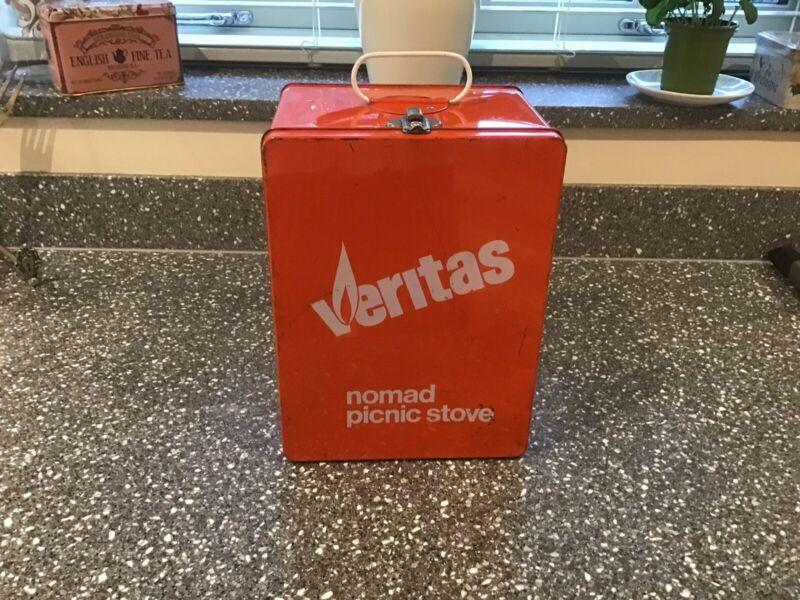 ENGLISH FINE TEA
Veritas
nomad
picnic stove